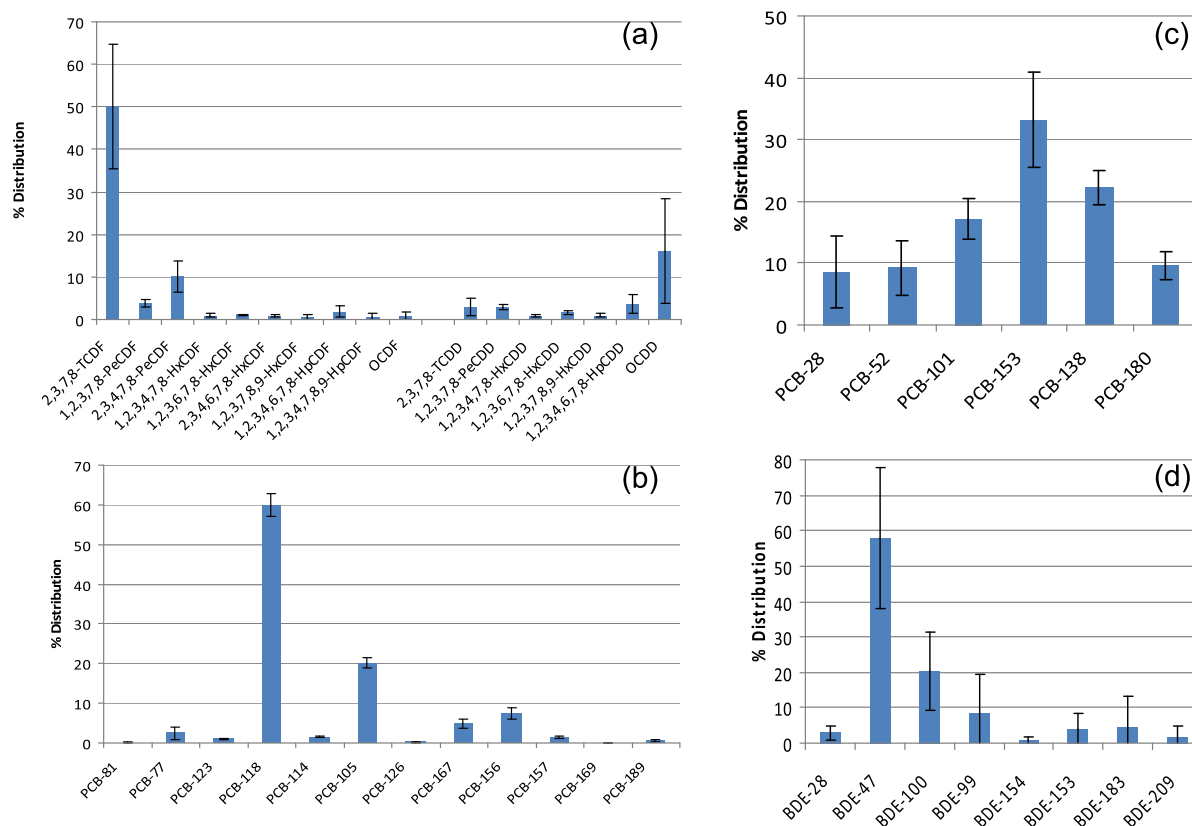 (a)
% Distribution
70
60
50
40
30
20
10
0
2,3,7,8-TCDF
1,2,3,7,8-PeCDF
2,3,4,7,8-PeCDF
1,2,3,4,7,8-HxCDF
1,2,3,6,7,8-HxCDF
2,3,4,6,7,8-HxCDF
1,2,3,7,8,9-HxCDF
1,2,3,4,6,7,8-HpCDF
1,2,3,4,7,8,9-HpCDF
OCDF
2,3,7,8-TCDD
1,2,3,7,8-PeCDD
1,2,3,4,7,8-HxCDD
1,2,3,6,7,8-HxCDD
1,2,3,7,8,9-HxCDD
1,2,3,4,6,7,8-HpCDD
OCDD
(c)
% Distribution
50
40
30
20
10
0
PCB-28
PCB-52
PCB-101
PCB-153
PCB-138
PCB-180
(b)
% Distribution
70
60
50
40
30
20
10
0
PCB-81
PCB-77
PCB-123
PCB-118
PCB-114
PCB-105
PCB-126
PCB-167
PCB-156
PCB-157
PCB-169
PCB-189
(d)
% Distribution
80
70
60
50
40
30
20
10
0
BDE-28
BDE-47
BDE-100
BDE-99
BDE-154
BDE-153
BDE-183
BDE-209